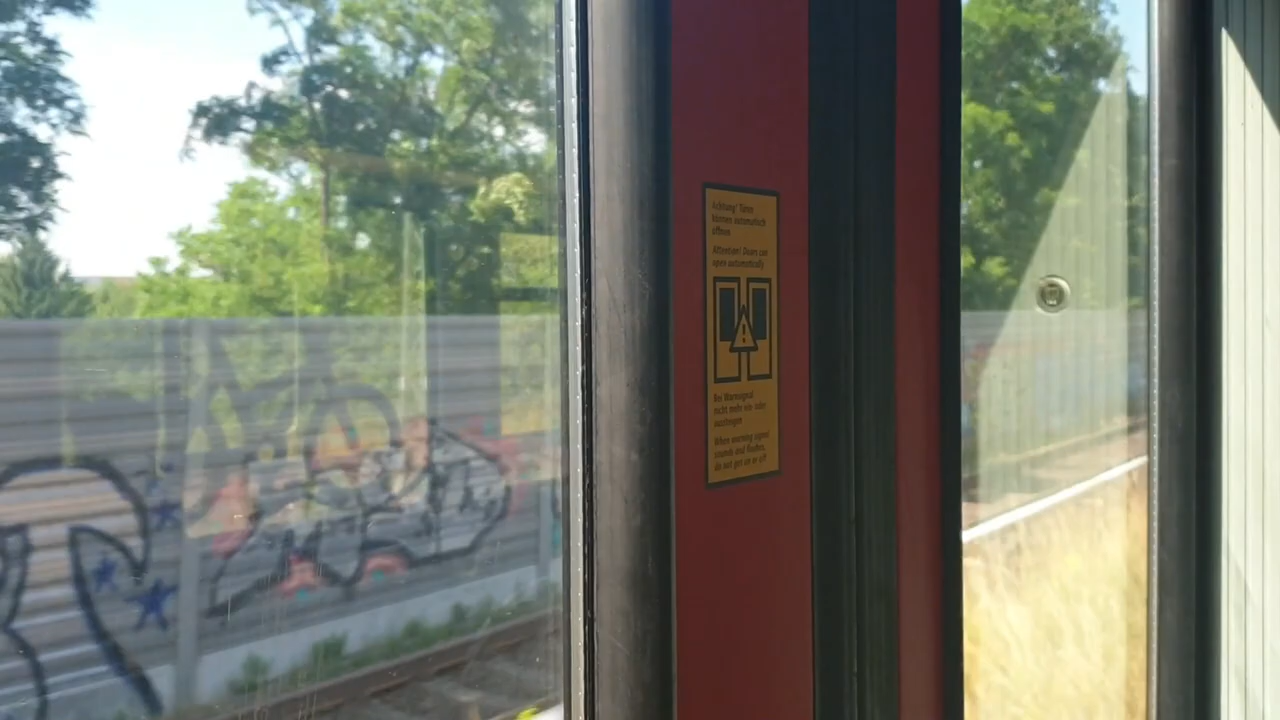 Achtung! Türen
können automatisch
öffnen
Attention! Doors can
open automatically
Bei Warnsignal
nicht mehr ein- oder
aussteigen
When warning signal
sounds and flashes,
do not get on or off